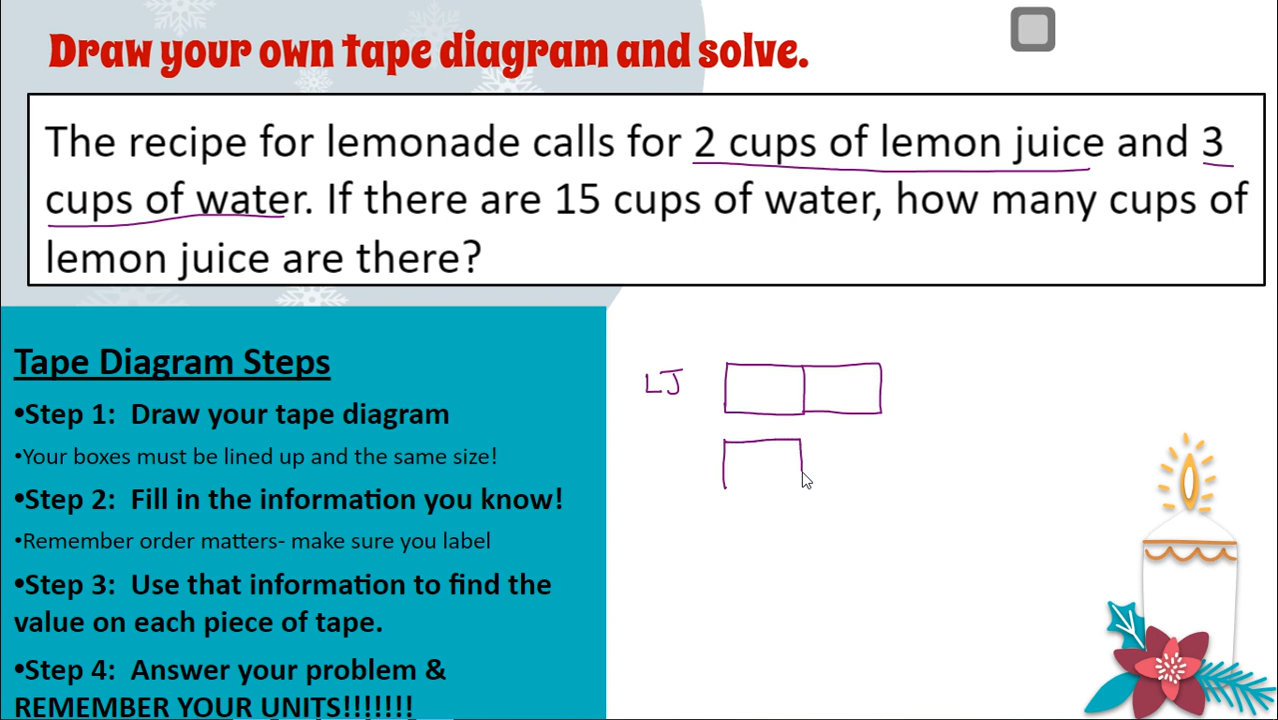 Draw your own tape diagram and solve.
The recipe for lemonade calls for 2 cups of lemon juice and 3
cups of water. If there are 15 cups of water, how many cups of
lemon juice are there?
Tape Diagram Steps
•Step 1: Draw your tape diagram
•Your boxes must be lined up and the same size!
•Step 2: Fill in the information you know!
•Remember order matters- make sure you label
•Step 3: Use that information to find the
value on each piece of tape.
•Step 4: Answer your problem &
REMEMBER YOUR UNITS!!!!!!!
LJ